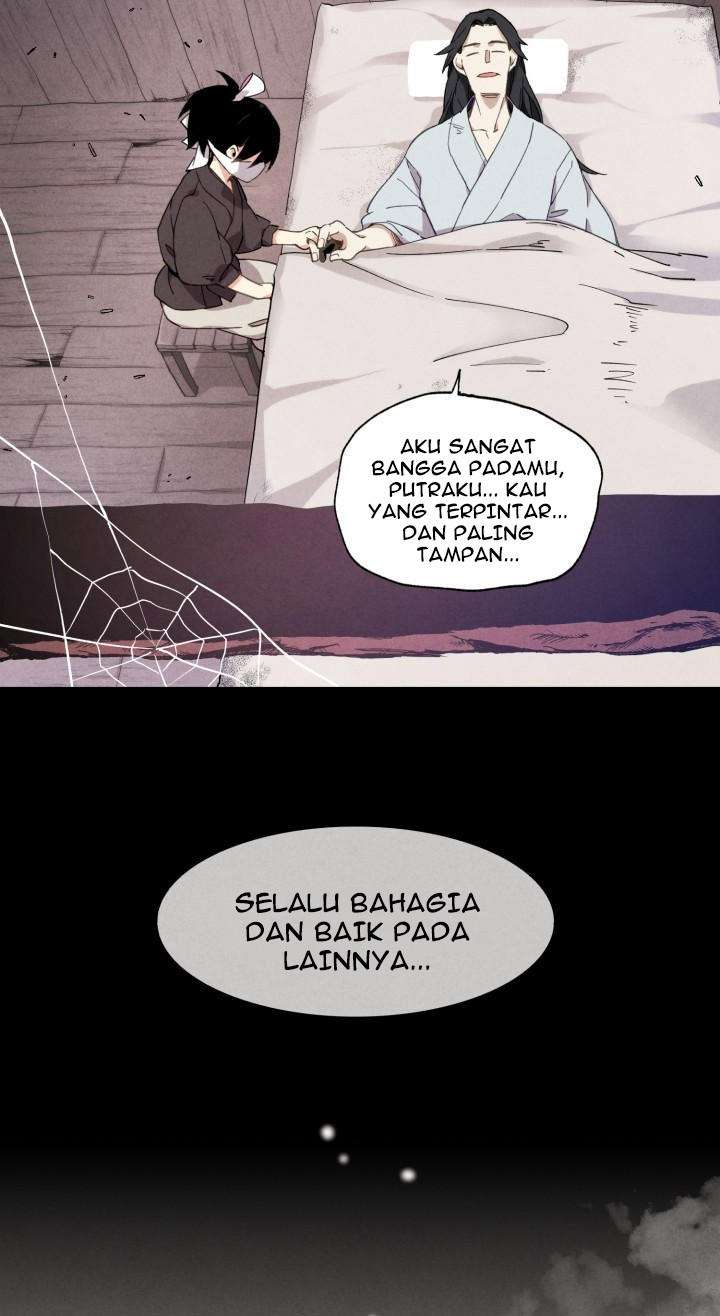 AKU SANGAT
BANGGA PADAMU,
PUTRAKU... KAU
YANG TERPINTAR...
DAN PALING
TAMPAN...
SELALU BAHAGIA
DAN BAIK PADA
LAINNYA...